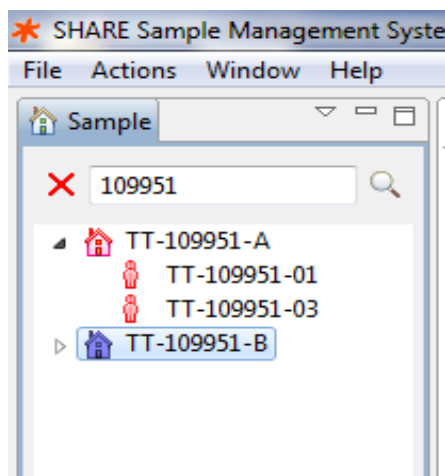 SHARE Sample Management Syste
File Actions Window Help
Sample
109951
TT-109951-A
TT-109951-01
TT-109951-03
TT-109951-B